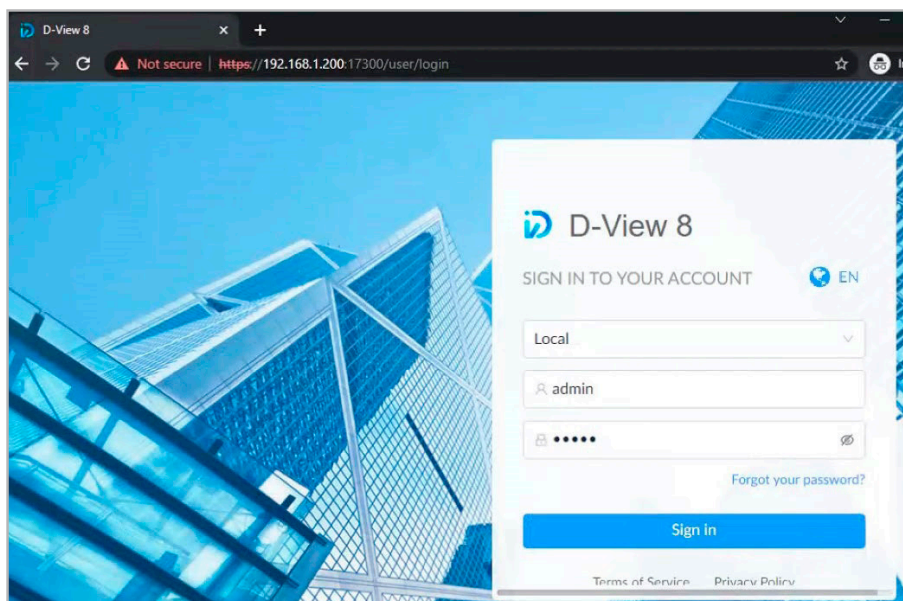 D-View 8
Not secure | https://192.168.1.200:17300/user/login
D-View 8
SIGN IN TO YOUR ACCOUNT EN
Local
admin
•••••
Forgot your password?
Sign in
Terms of Service Privacy Policy